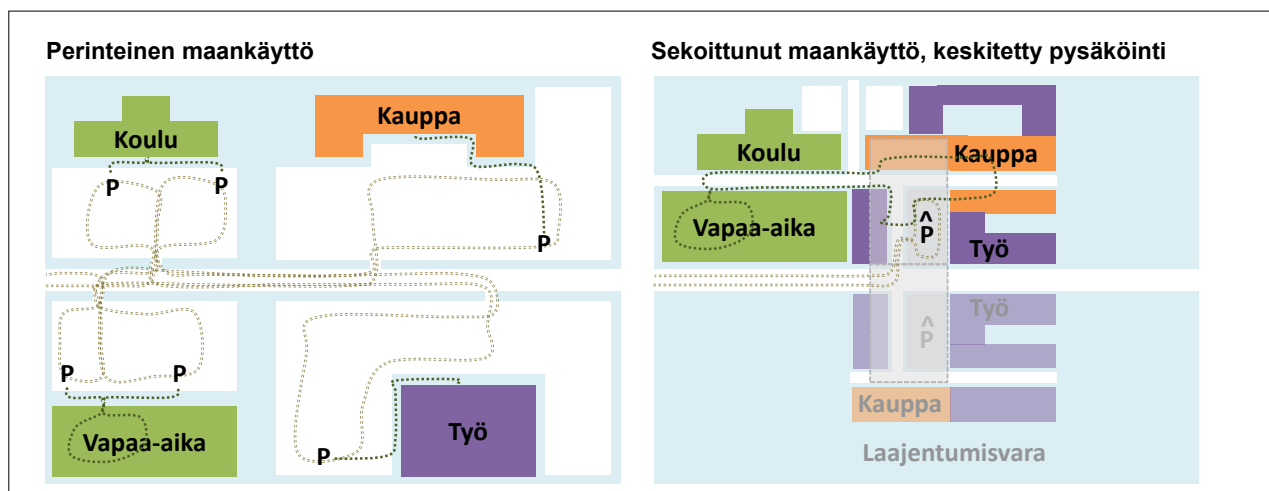 Perinteinen maankäyttö
Koulu
Kauppa
P
P
P
P
P
Vapaa-aika
P
Työ
Sekoittunut maankäyttö, keskitetty pysäköinti
Koulu
Kauppa
Vapaa-aika
^
P
Työ
Työ
^
P
Kauppa
Laajentumisvara